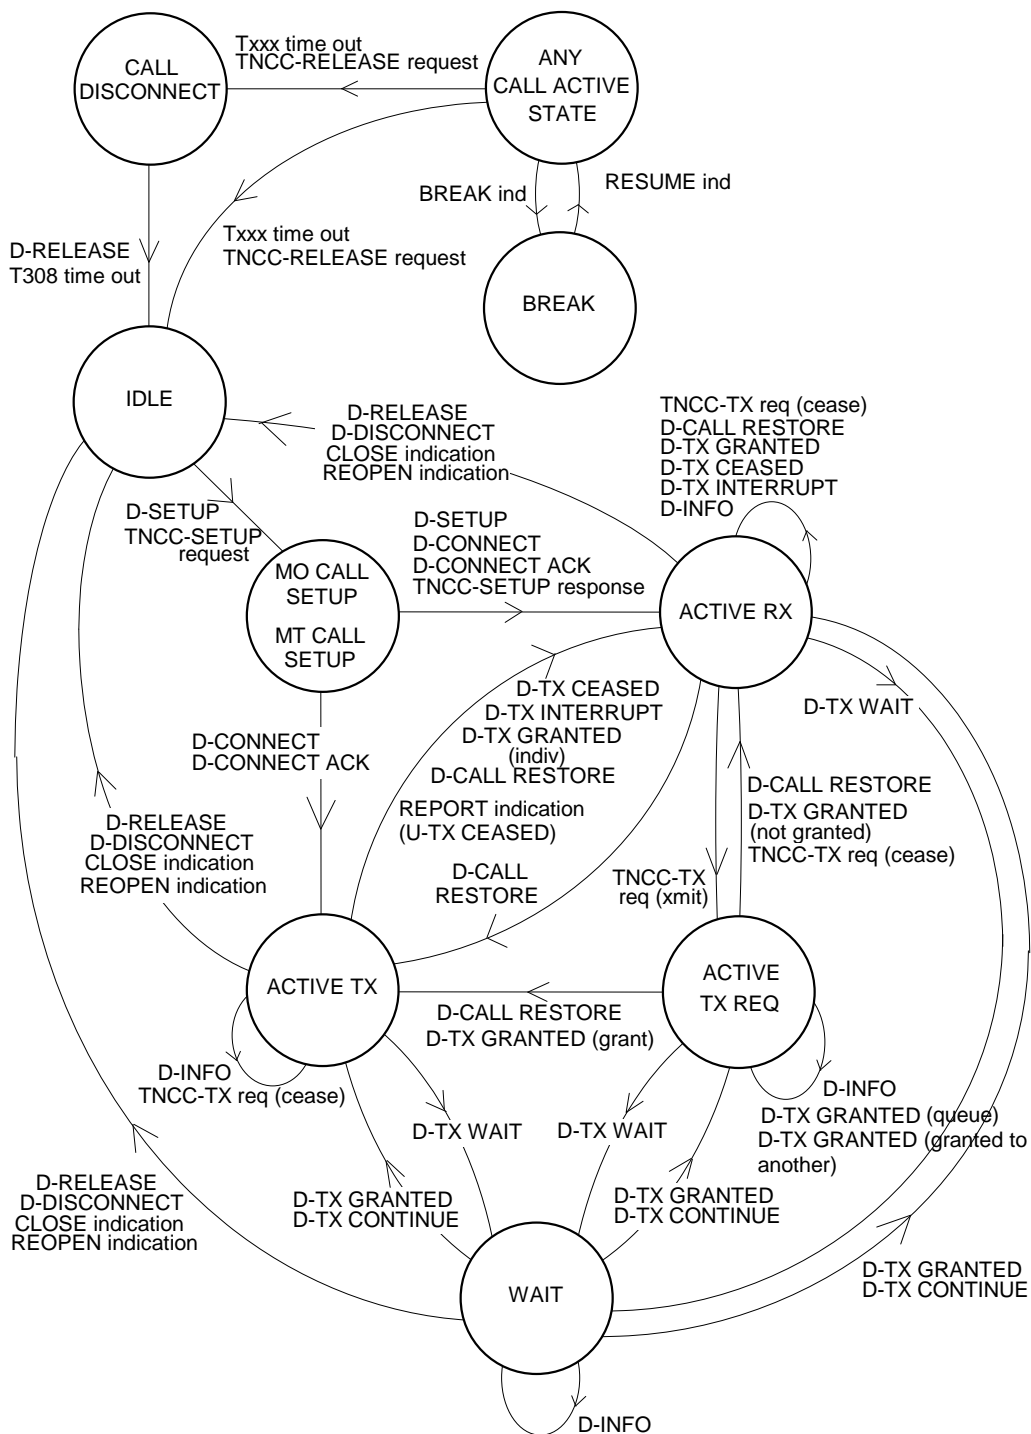 Txxx time out
TNCC-RELEASE request
CALL
DISCONNECT
ANY
CALL ACTIVE
STATE
BREAK ind
RESUME ind
Txxx time out
TNCC-RELEASE request
D-RELEASE
T308 time out
BREAK
IDLE
D-RELEASE
D-DISCONNECT
CLOSE indication
REOPEN indication
TNCC-TX req (cease)
D-CALL RESTORE
D-TX GRANTED
D-TX CEASED
D-TX INTERRUPT
D-INFO
D-SETUP
TNCC-SETUP
request
D-SETUP
D-CONNECT
D-CONNECT ACK
TNCC-SETUP response
MO CALL
SETUP
MT CALL
SETUP
ACTIVE RX
D-TX CEASED
D-TX INTERRUPT
D-TX GRANTED
(indiv)
D-CALL RESTORE
D-TX WAIT
D-CONNECT
D-CONNECT ACK
REPORT indication
(U-TX CEASED)
D-CALL RESTORE
D-TX GRANTED
(not granted)
TNCC-TX req (cease)
D-RELEASE
D-DISCONNECT
CLOSE indication
REOPEN indication
D-CALL
RESTORE
TNCC-TX
req (xmit)
ACTIVE TX
ACTIVE
TX REQ
D-CALL RESTORE
D-TX GRANTED (grant)
D-INFO
TNCC-TX req (cease)
D-INFO
D-TX GRANTED (queue)
D-TX GRANTED (granted to
another)
D-TX WAIT
D-TX WAIT
D-RELEASE
D-DISCONNECT
CLOSE indication
REOPEN indication
D-TX GRANTED
D-TX CONTINUE
D-TX GRANTED
D-TX CONTINUE
D-TX GRANTED
D-TX CONTINUE
WAIT
D-INFO